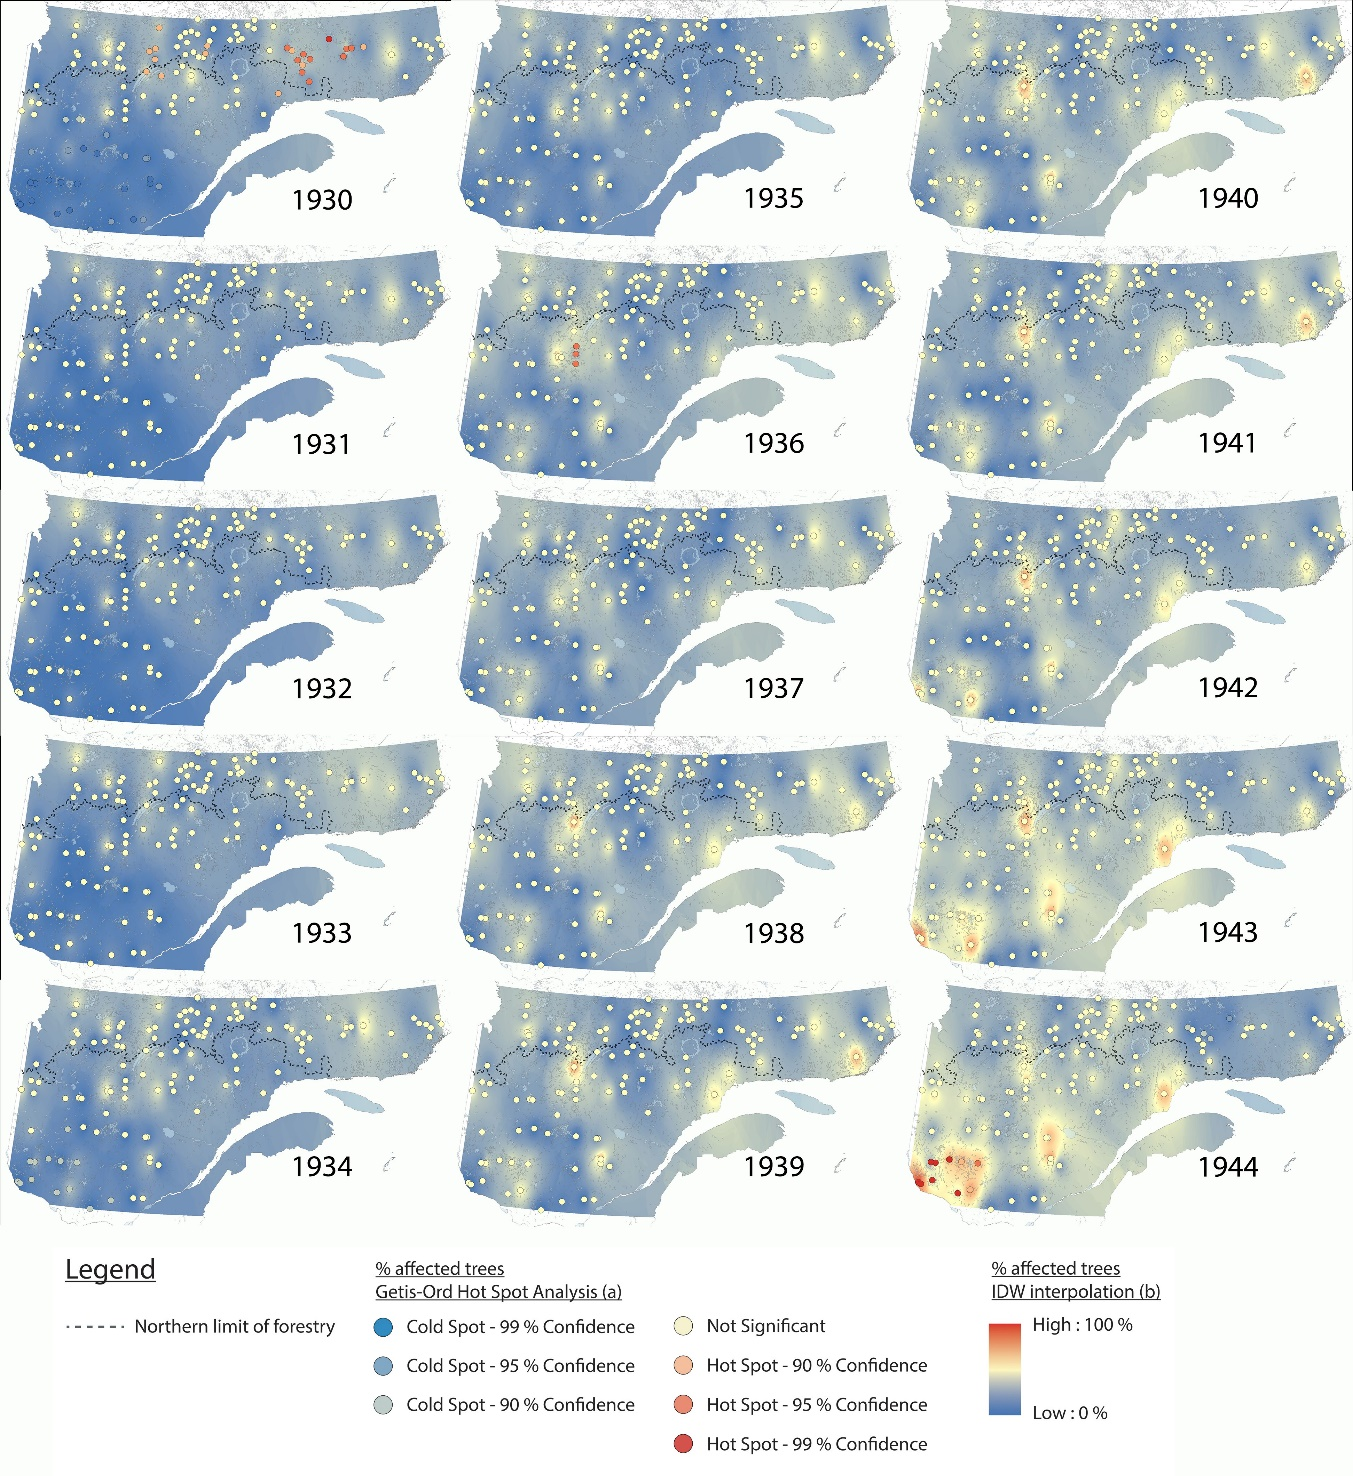 1930
1935
1940
1931
1936
1941
1932
1937
1942
1933
1938
1943
1934
1939
1944
Legend
Northern limit of forestry
% affected trees
Getis-Ord Hot Spot Analysis (a)
Cold Spot - 99 % Confidence
Cold Spot - 95 % Confidence
Cold Spot - 90 % Confidence
Not Significant
Hot Spot - 90 % Confidence
Hot Spot - 95 % Confidence
Hot Spot - 99 % Confidence
% affected trees
IDW interpolation (b)
High : 100 %
Low : 0 %